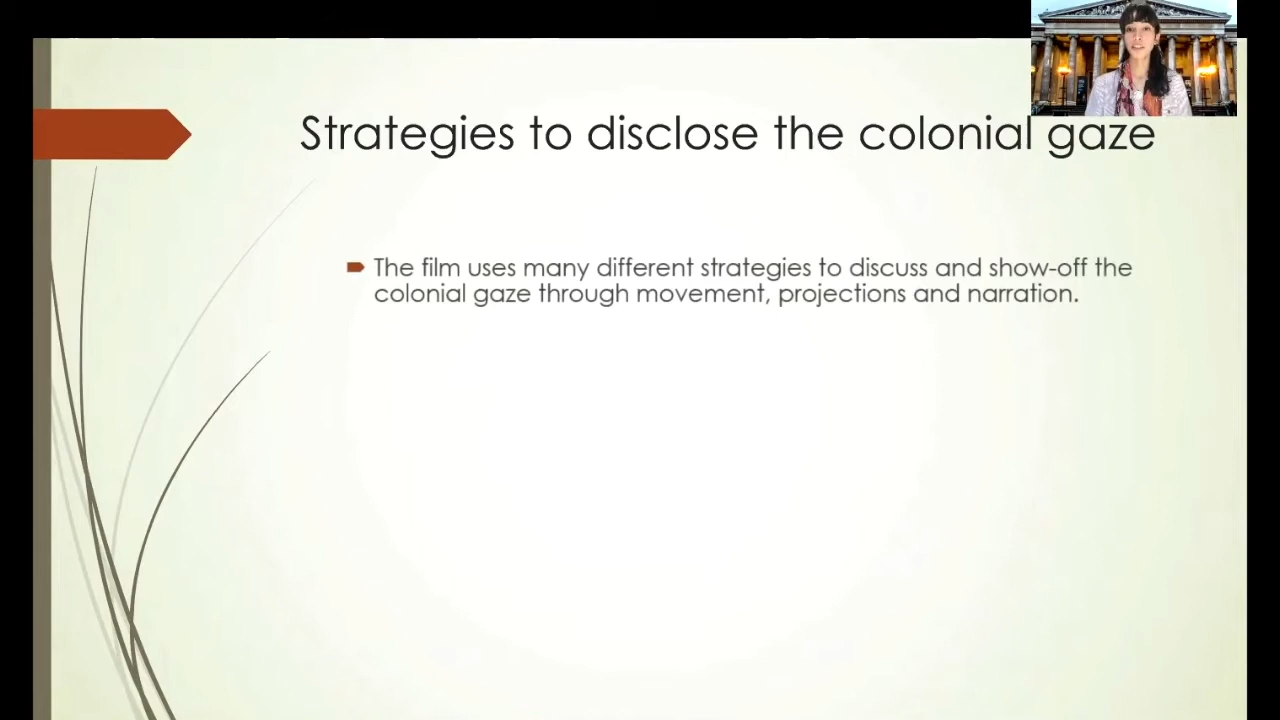 Strategies to disclose the colonial gaze
The film uses many different strategies to discuss and show-off the
colonial gaze through movement, projections and narration.